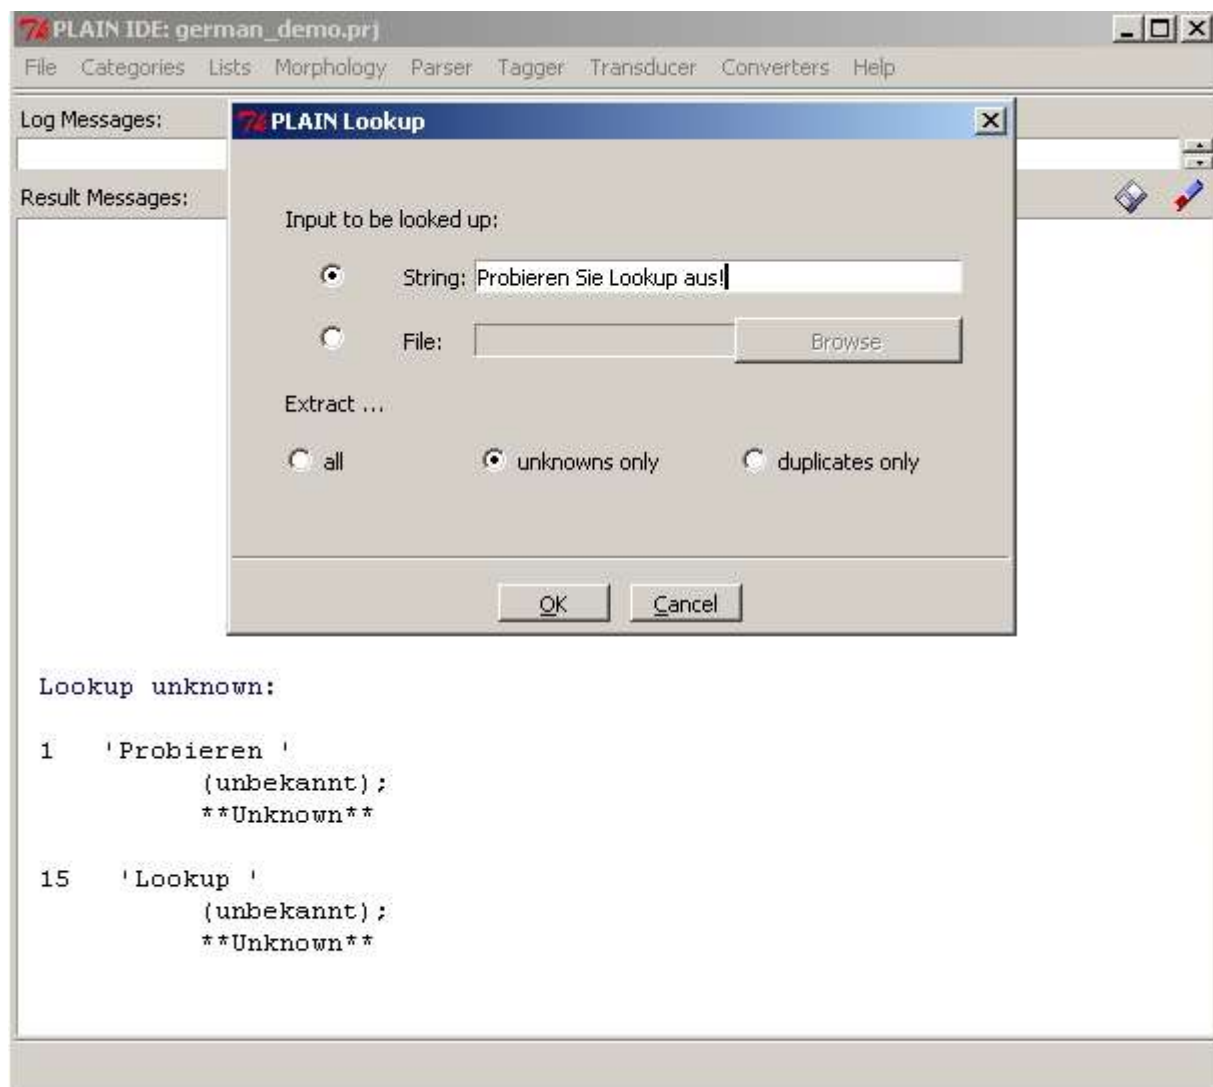 PLAIN IDE: german_demo.prj
File Categories Lists Morphology Parser Tagger Transducer Converters Help
Log Messages:
PLAIN Lookup
Result Messages:
Input to be looked up:
String: Probieren Sie Lookup aus!
File: Browse
Extract ...
all unknowns only duplicates only
OK Cancel
Lookup unknown:
1 'Probieren '
(unbekannt);
**Unknown**
15 'Lookup '
(unbekannt);
**Unknown**